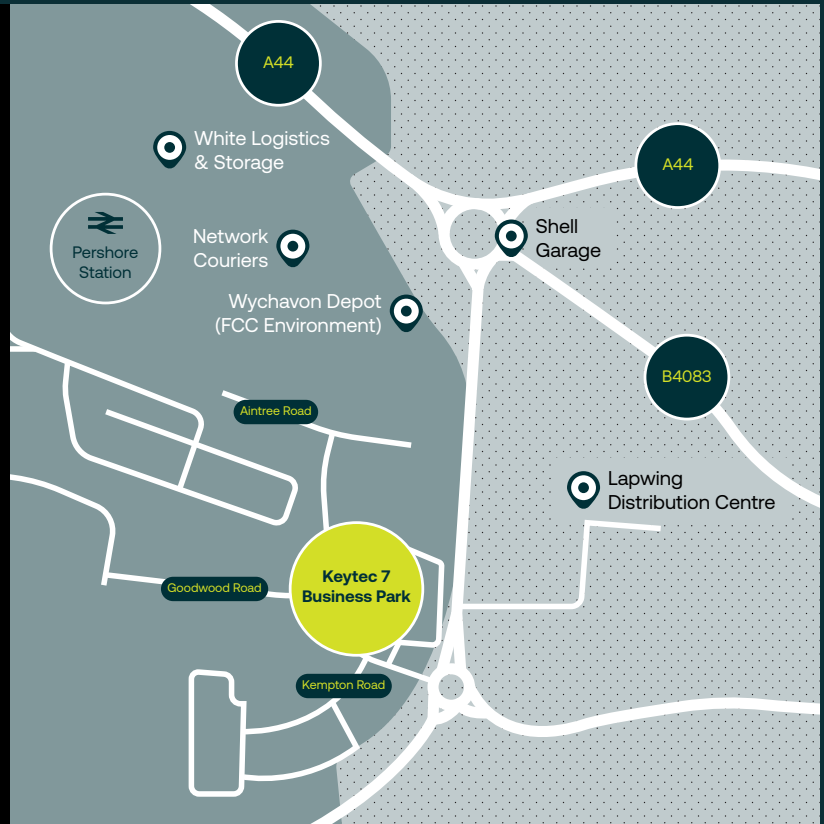 A44
White Logistics
& Storage
A44
Shell
Garage
Network
Couriers
Pershore
Station
Wychavon Depot
(FCC Environment)
B4083
Aintree Road
Lapwing
Distribution Centre
Keytec 7
Business Park
Goodwood Road
Kempton Road